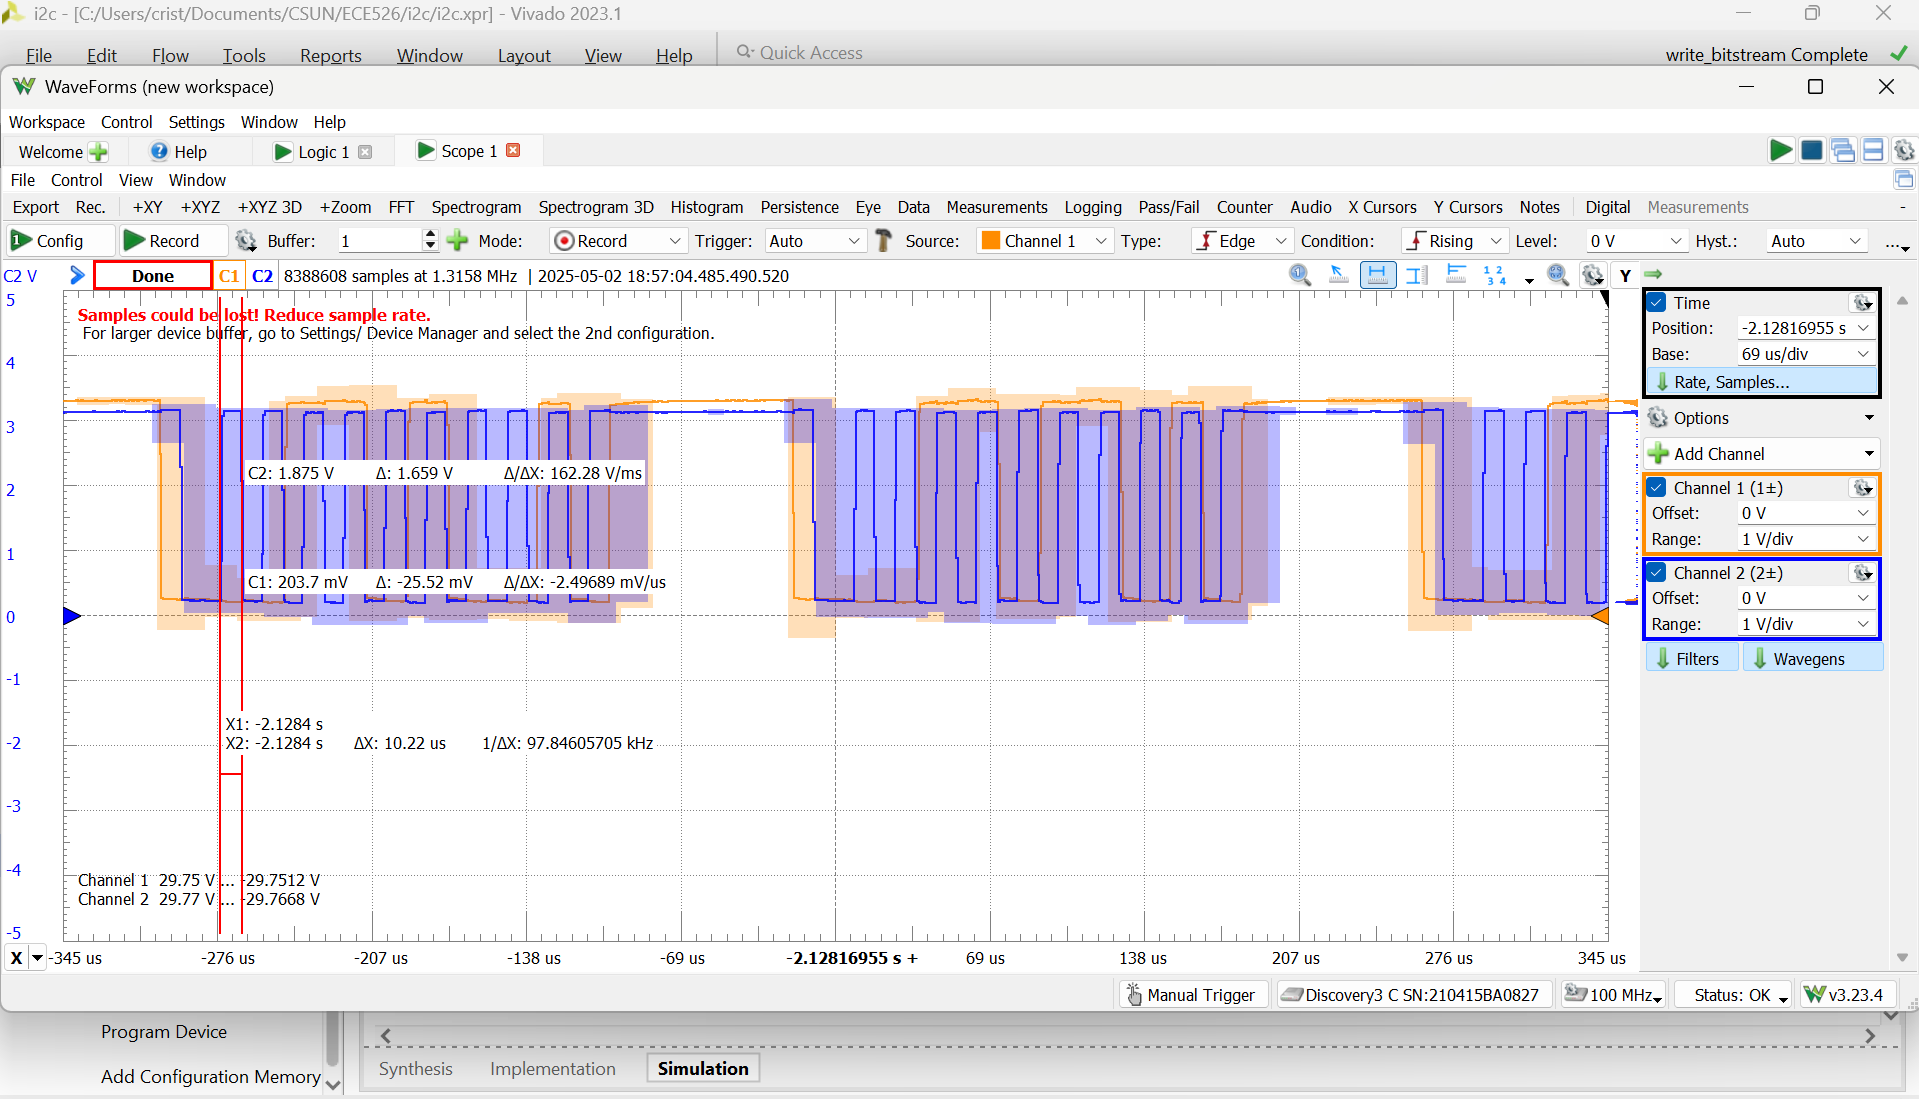 i2c - [C:/Users/crist/Documents/CSUN/ECE526/i2c/i2c.xpr] - Vivado 2023.1
File Edit Flow Tools Reports Window Layout View Help Quick Access write_bitstream Complete
WaveForms (new workspace)
Workspace Control Settings Window Help
Welcome Help Logic 1 Scope 1
File Control View Window
Export Rec. +XY +XYZ +XYZ 3D +Zoom FFT Spectrogram Spectrogram 3D Histogram Persistence Eye Data Measurements Logging Pass/Fail Counter Audio X Cursors Y Cursors Notes Digital Measurements -
Config Record Buffer: 1 Mode: Record Trigger: Auto Source: Channel 1 Type: Edge Condition: Rising Level: 0 V Hyst.: Auto ...
C2 V Done C1 C2 8388608 samples at 1.3158 MHz | 2025-05-02 18:57:04.485.490.520 Y
Samples could be lost! Reduce sample rate.
For larger device buffer, go to Settings/ Device Manager and select the 2nd configuration.
5
4
3
2
1
0
-1
-2
-3
-4
-5
C2: 1.875 V Δ: 1.659 V Δ/ΔX: 162.28 V/ms
C1: 203.7 mV Δ: -25.52 mV Δ/ΔX: -2.49689 mV/us
X1: -2.1284 s
X2: -2.1284 s ΔX: 10.22 us 1/ΔX: 97.84605705 kHz
Channel 1 29.75 V ... -29.7512 V
Channel 2 29.77 V ... -29.7668 V
X -345 us -276 us -207 us -138 us -69 us -2.12816955 s + 69 us 138 us 207 us 276 us 345 us
Time
Position: -2.12816955 s
Base: 69 us/div
Rate, Samples...
Options
Add Channel
Channel 1 (1±)
Offset: 0 V
Range: 1 V/div
Channel 2 (2±)
Offset: 0 V
Range: 1 V/div
Filters Wavegens
Manual Trigger Discovery3 C SN:210415BA0827 100 MHz Status: OK v3.23.4
Program Device
Add Configuration Memory
Synthesis Implementation Simulation